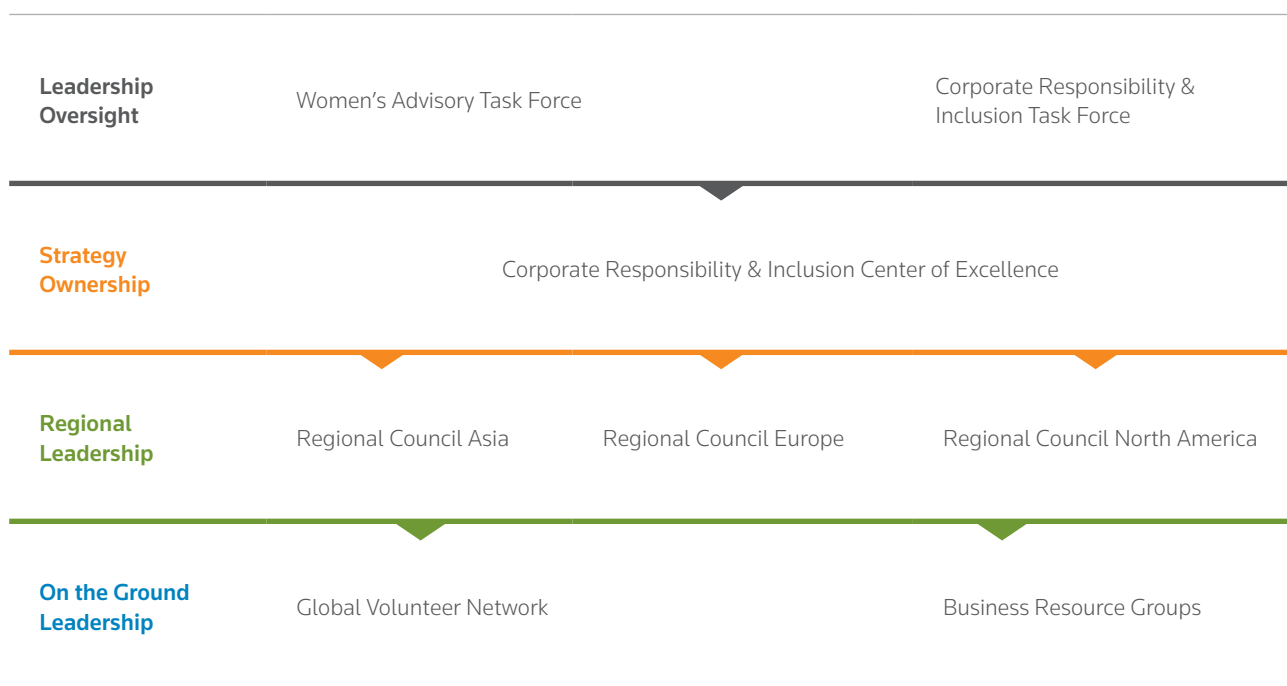 Leadership
Oversight
Women’s Advisory Task Force
Corporate Responsibility &
Inclusion Task Force
Strategy
Ownership
Corporate Responsibility & Inclusion Center of Excellence
Regional
Leadership
Regional Council Asia
Regional Council Europe
Regional Council North America
On the Ground
Leadership
Global Volunteer Network
Business Resource Groups